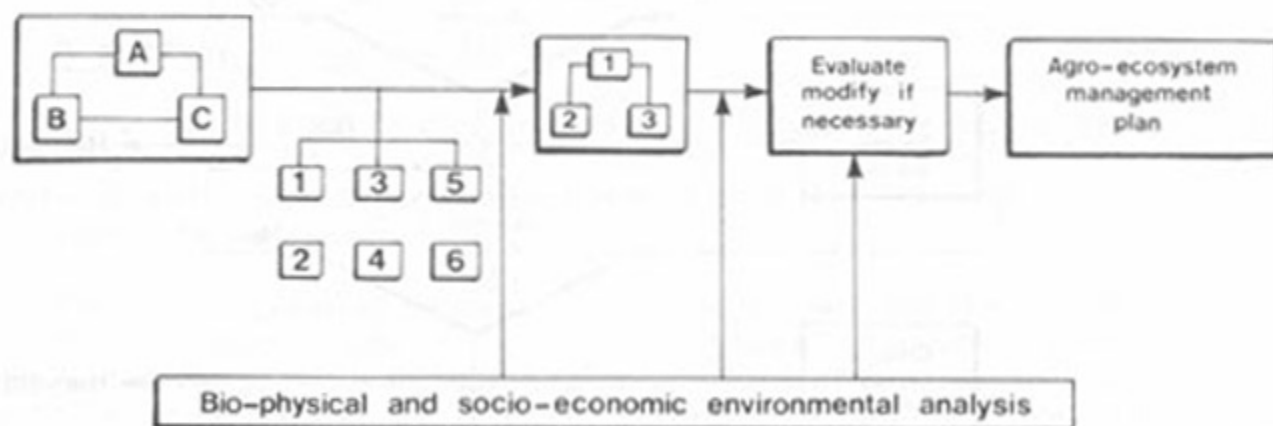 A
B
C
1
3
5
2
4
6
1
2
3
Evaluate
modify if
necessary
Agro-ecosystem
management
plan
Bio-physical and socio-economic environmental analysis